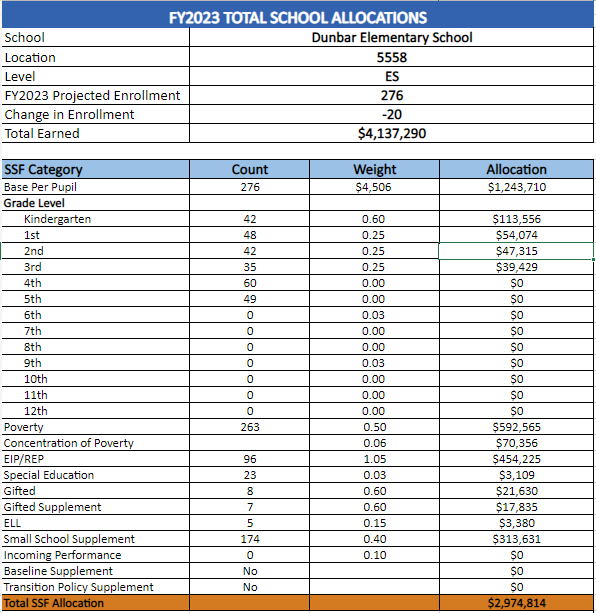 FY2023 TOTAL SCHOOL ALLOCATIONS
School Dunbar Elementary School
Location 5558
Level ES
FY2023 Projected Enrollment 276
Change in Enrollment -20
Total Earned $4,137,290
SSF Category Count Weight Allocation
Base Per Pupil 276 $4,506 $1,243,710
Grade Level
Kindergarten 42 0.60 $113,556
1st 48 0.25 $54,074
2nd 42 0.25 $47,315
3rd 35 0.25 $39,429
4th 60 0.00 $0
5th 49 0.00 $0
6th 0 0.03 $0
7th 0 0.00 $0
8th 0 0.00 $0
9th 0 0.03 $0
10th 0 0.00 $0
11th 0 0.00 $0
12th 0 0.00 $0
Poverty 263 0.50 $592,565
Concentration of Poverty 0.06 $70,356
EIP/REP 96 1.05 $454,225
Special Education 23 0.03 $3,109
Gifted 8 0.60 $21,630
Gifted Supplement 7 0.60 $17,835
ELL 5 0.15 $3,380
Small School Supplement 174 0.40 $313,631
Incoming Performance 0 0.10 $0
Baseline Supplement No $0
Transition Policy Supplement No $0
Total SSF Allocation $2,974,814